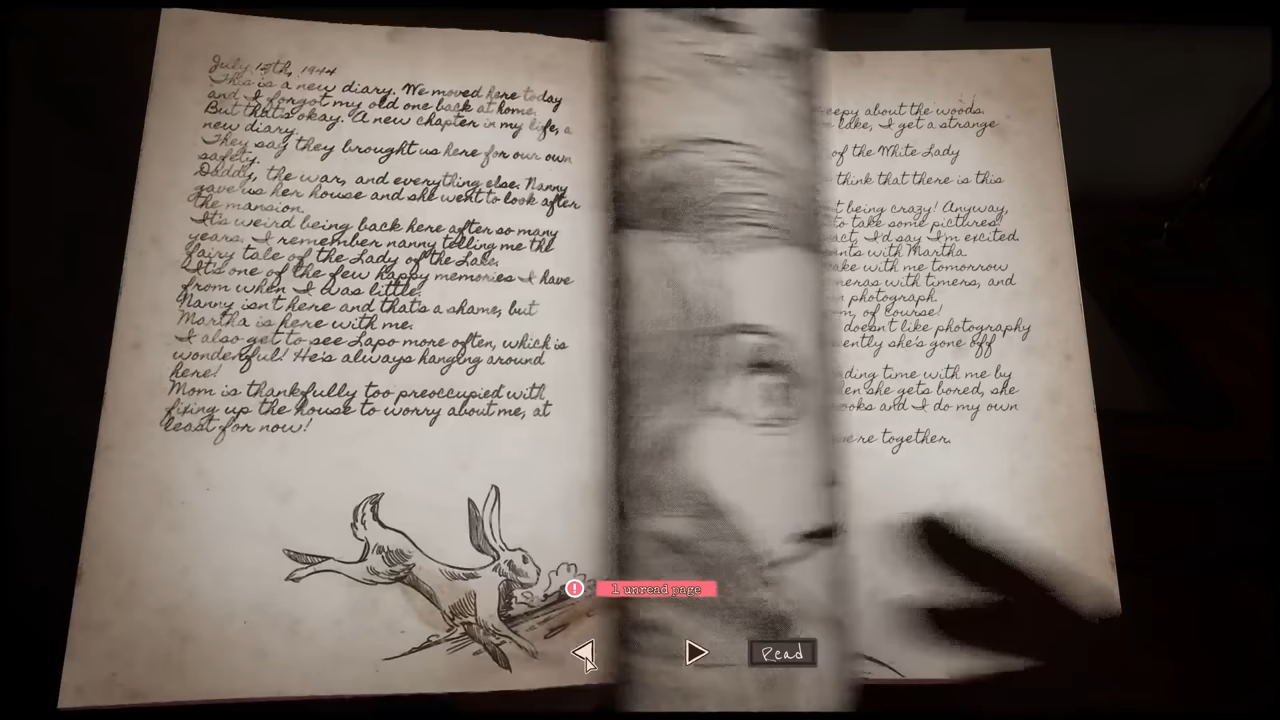 July 15th, 1944
This is a new diary. We moved here today
and I forgot my old one back at home.
But that's okay. A new chapter in my life, a
new diary.
They say they brought us here for our own
safety.
Daddy, the war, and everything else. Nanny
gave us her house and she went to look after
the mansion.
It's weird being back here after so many
years. I remember nanny telling me the
fairy tale of the Lady of the Lake.
It's one of the few happy memories I have
from when I was little.
Nanny isn't here and that's a shame, but
Martha is here with me.
I also get to see Lapo more often, which is
wonderful! He's always hanging around
here!
Mom is thankfully too preoccupied with
fixing up the house to worry about me, at
least for now!
about the woods.
lake, I get a strange
of the White Lady
think that there is this
being crazy! Anyway,
to take some pictures
I'd say I'm excited.
with Martha
with me tomorrow
with timers, and
photograph.
of course!
doesn't like photography
she's gone off
time with me by
she gets bored, she
and I do my own
together.
1 unread page
Read